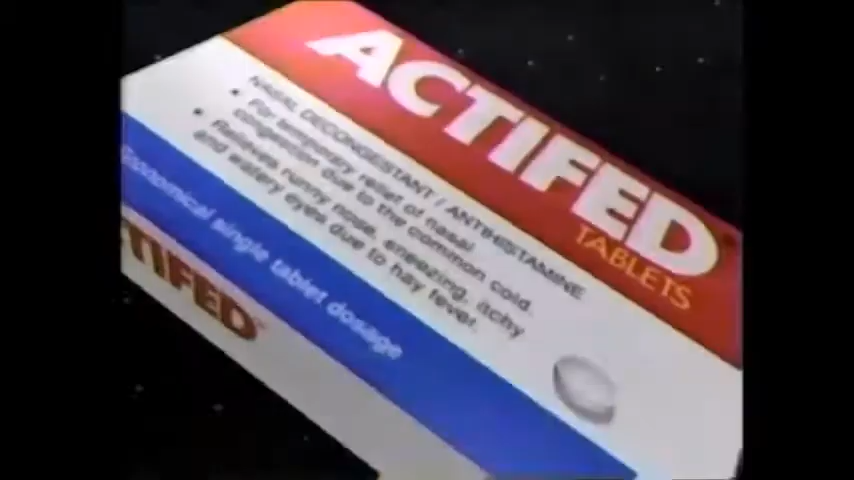 ACTIFED
TABLETS
NASAL DECONGESTANT / ANTIHISTAMINE
• For temporary relief of nasal
congestion due to the common cold.
• Relieves runny nose, sneezing, itchy
and watery eyes due to hay fever.
Economical single tablet dosage
CTIFED